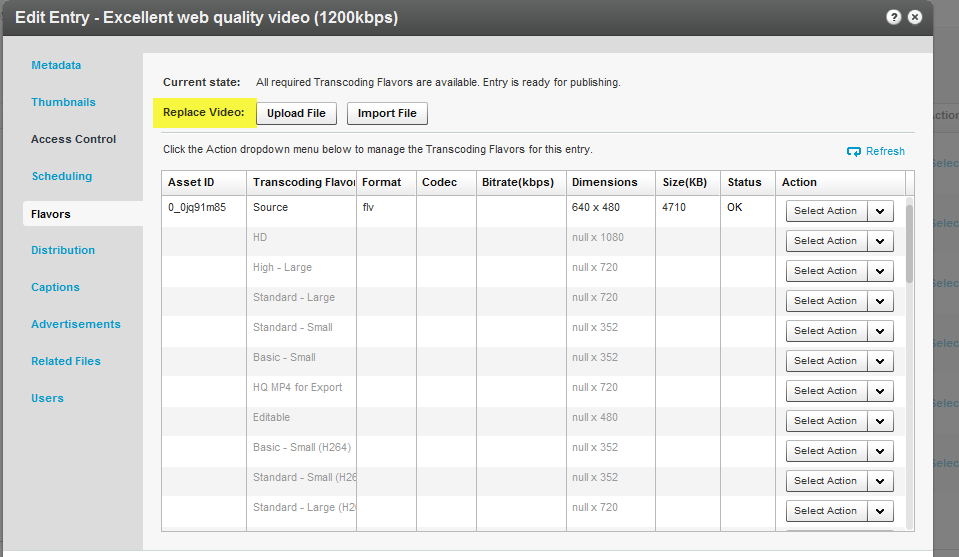 Edit Entry - Excellent web quality video (1200kbps)
Metadata
Thumbnails
Access Control
Scheduling
Flavors
Distribution
Captions
Advertisements
Related Files
Users
Current state: All required Transcoding Flavors are available. Entry is ready for publishing.
Replace Video: Upload File Import File
Click the Action dropdown menu below to manage the Transcoding Flavors for this entry.
Refresh
Asset ID Transcoding Flavor Format Codec Bitrate(kbps) Dimensions Size(KB) Status Action
0_0jq91m85 Source flv 640 x 480 4710 OK Select Action
HD null x 1080 Select Action
High - Large null x 720 Select Action
Standard - Large null x 720 Select Action
Standard - Small null x 352 Select Action
Basic - Small null x 352 Select Action
HQ MP4 for Export null x 720 Select Action
Editable null x 480 Select Action
Basic - Small (H264) null x 352 Select Action
Standard - Small (H26 null x 352 Select Action
Standard - Large (H2 null x 720 Select Action